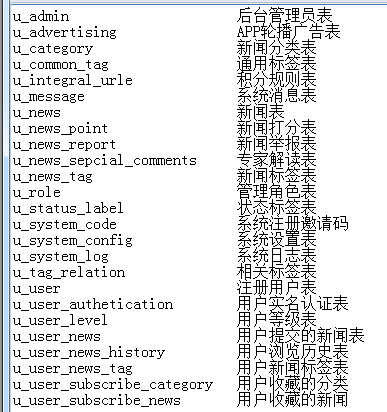 u_admin 后台管理员表
u_advertising APP轮播广告表
u_category 新闻分类表
u_common_tag 通用标签表
u_integral_urle 积分规则表
u_message 系统消息表
u_news 新闻表
u_news_point 新闻打分表
u_news_report 新闻举报表
u_news_sepcial_comments 专家解读表
u_news_tag 新闻标签表
u_role 管理角色表
u_status_label 状态标签表
u_system_code 系统注册邀请码
u_system_config 系统设置表
u_system_log 系统日志表
u_tag_relation 相关标签表
u_user 注册用户表
u_user_authetication 用户实名认证表
u_user_level 用户等级表
u_user_news 用户提交的新闻表
u_user_news_history 用户浏览历史表
u_user_news_tag 用户新闻标签表
u_user_subscribe_category 用户收藏的分类
u_user_subscribe_news 用户收藏的新闻